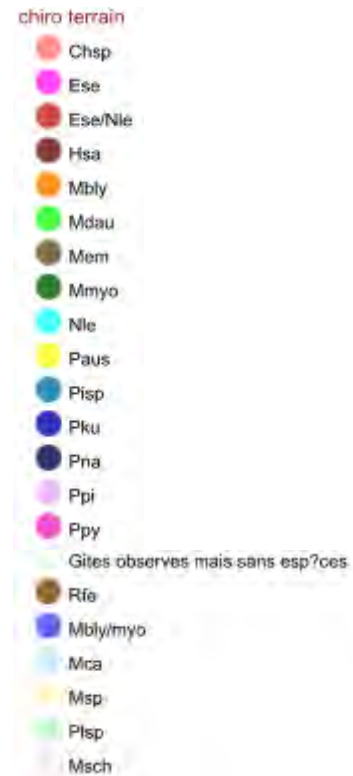 chiro terrain
Chsp
Ese
Ese/Nle
Hsa
Mbly
Mdau
Mem
Mmyo
Nle
Paus
Pisp
Pku
Pna
Ppi
Ppy
Gites observes mais sans esp?ces
Rfe
Mbly/myo
Mca
Msp
Plsp
Msch